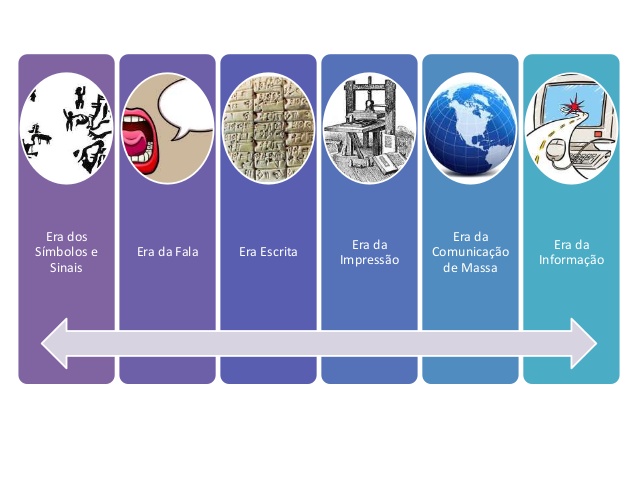 Era dos
Símbolos e
Sinais
Era da Fala
Era Escrita
Era da
Impressão
Era da
Comunicação
de Massa
Era da
Informação